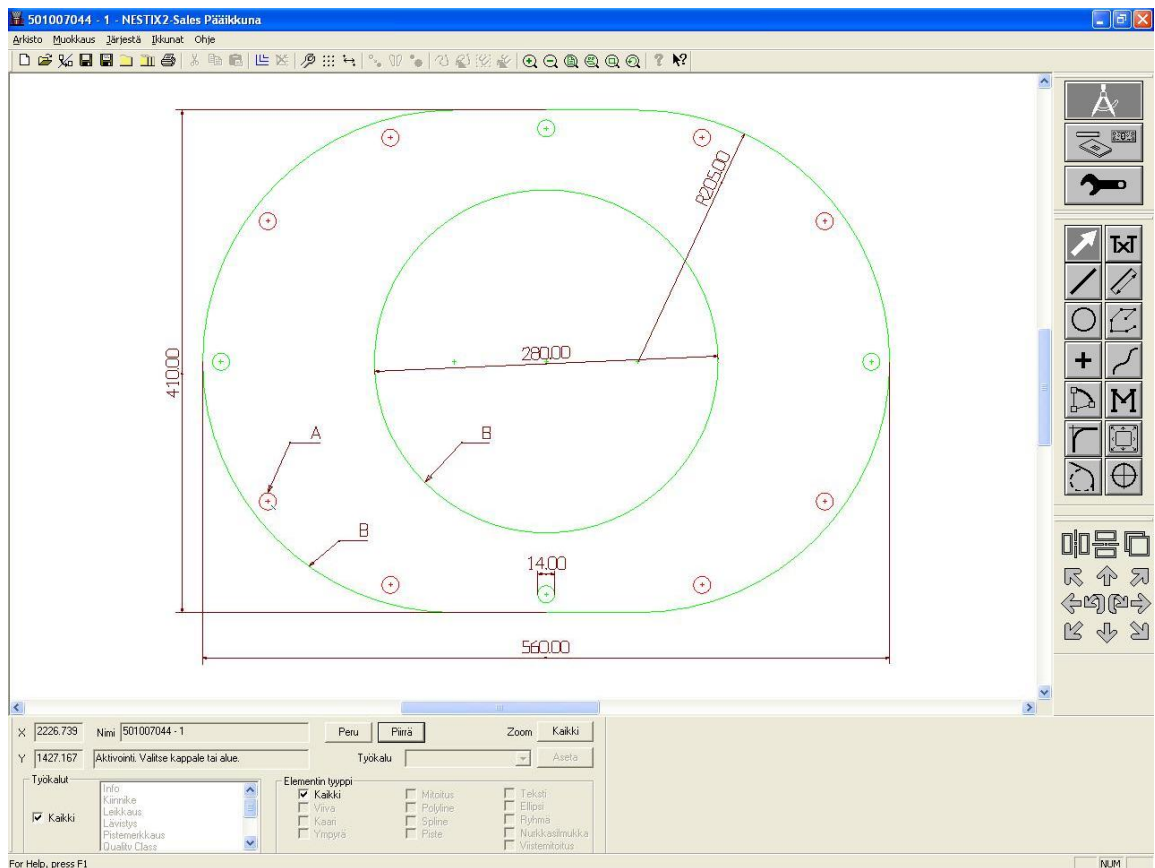 501007044 - 1 - NESTIX2-Sales Pääikkuna
Arkisto Muokkaus Järjestä Ikkunat Ohje
R205.00
280.00
410.00
A
B
B
14.00
560.00
X 2226.739 Nimi 501007044 - 1 Peru Piirrä Zoom Kaikki
Y 1427.167 Aktivointi. Valitse kappale tai alue. Työkalu Aseta
Työkalut
Kaikki
Info
Kiinnike
Leikkaus
Lävistys
Pistemerkkaus
Quality Class
Elementin tyyppi
Kaikki Mitoitus Teksti
Viiva Polyline Ellipsi
Kaari Spline Ryhmä
Ympyrä Piste Nurkkasilmukka
Viistemitoitus
For Help, press F1 NUM